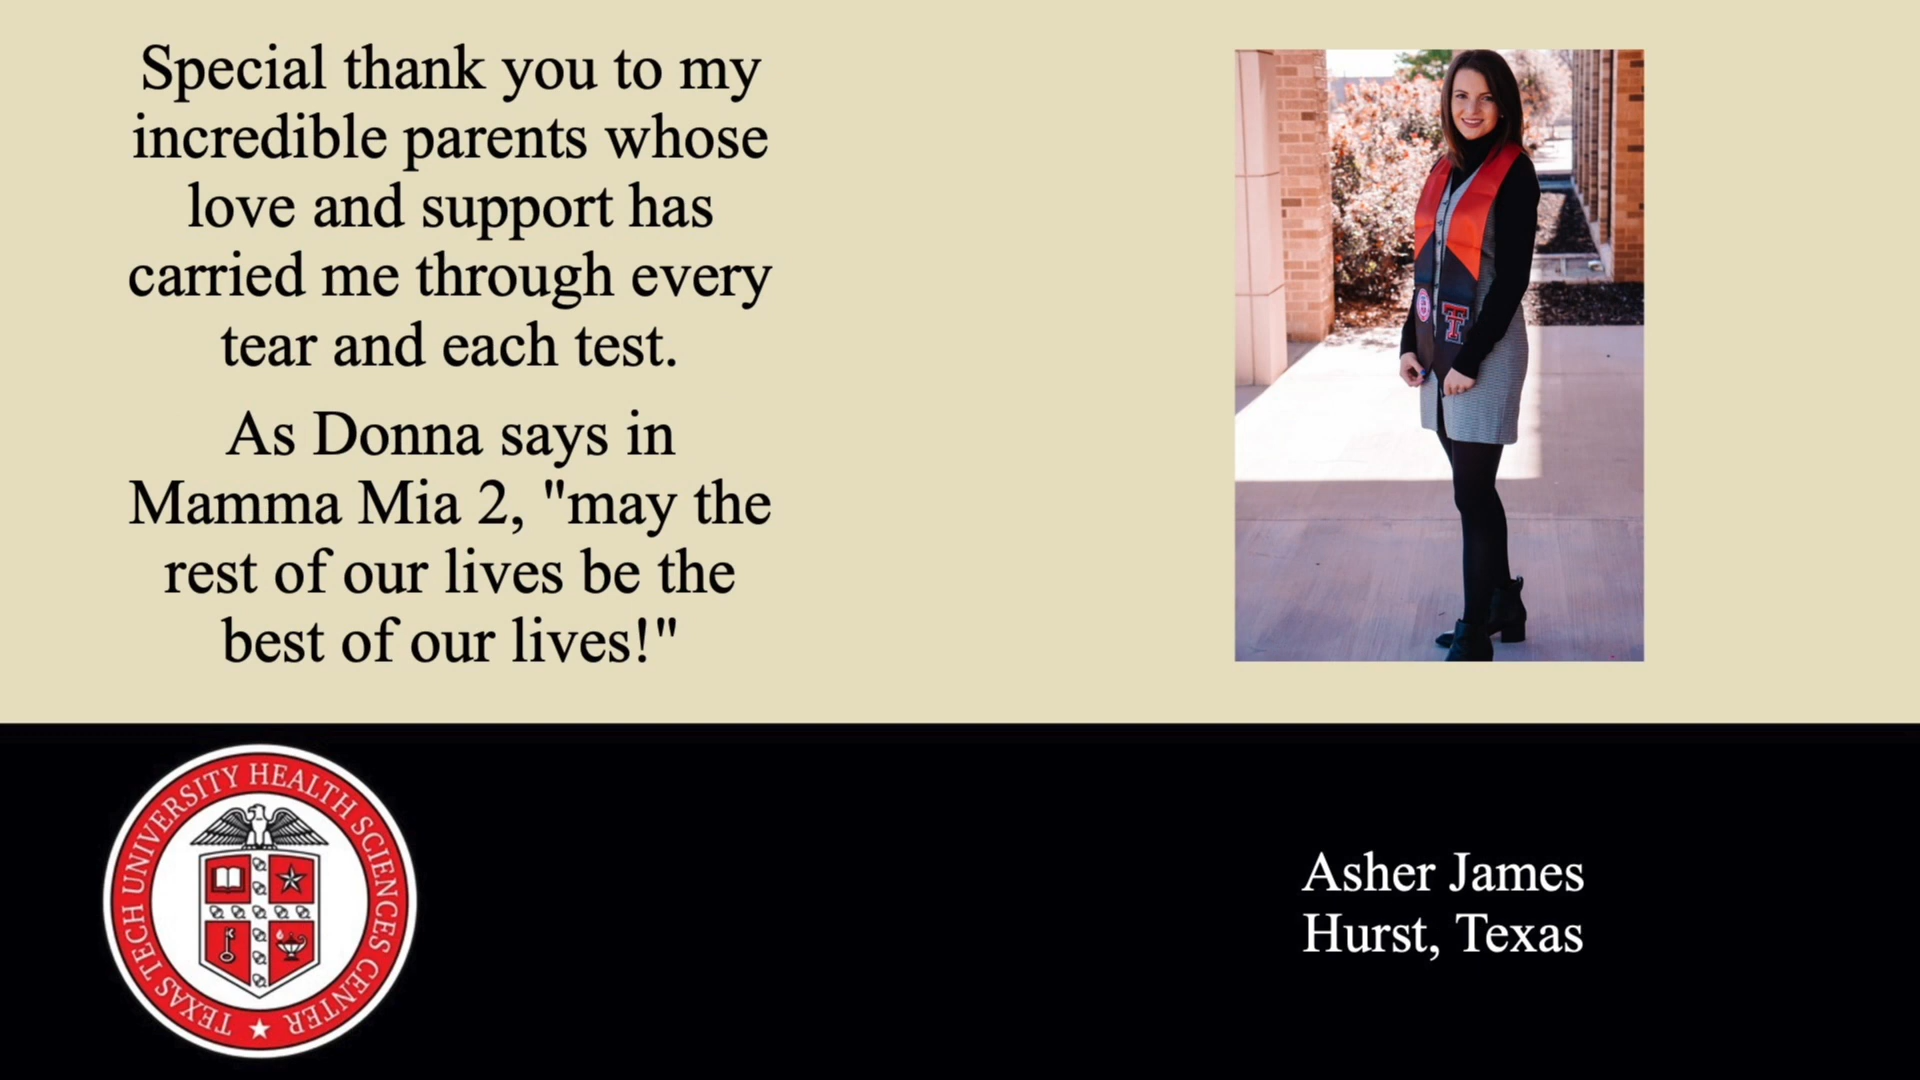 Special thank you to my
incredible parents whose
love and support has
carried me through every
tear and each test.
As Donna says in
Mamma Mia 2, "may the
rest of our lives be the
best of our lives!"
TEXAS TECH UNIVERSITY HEALTH SCIENCES CENTER
Asher James
Hurst, Texas